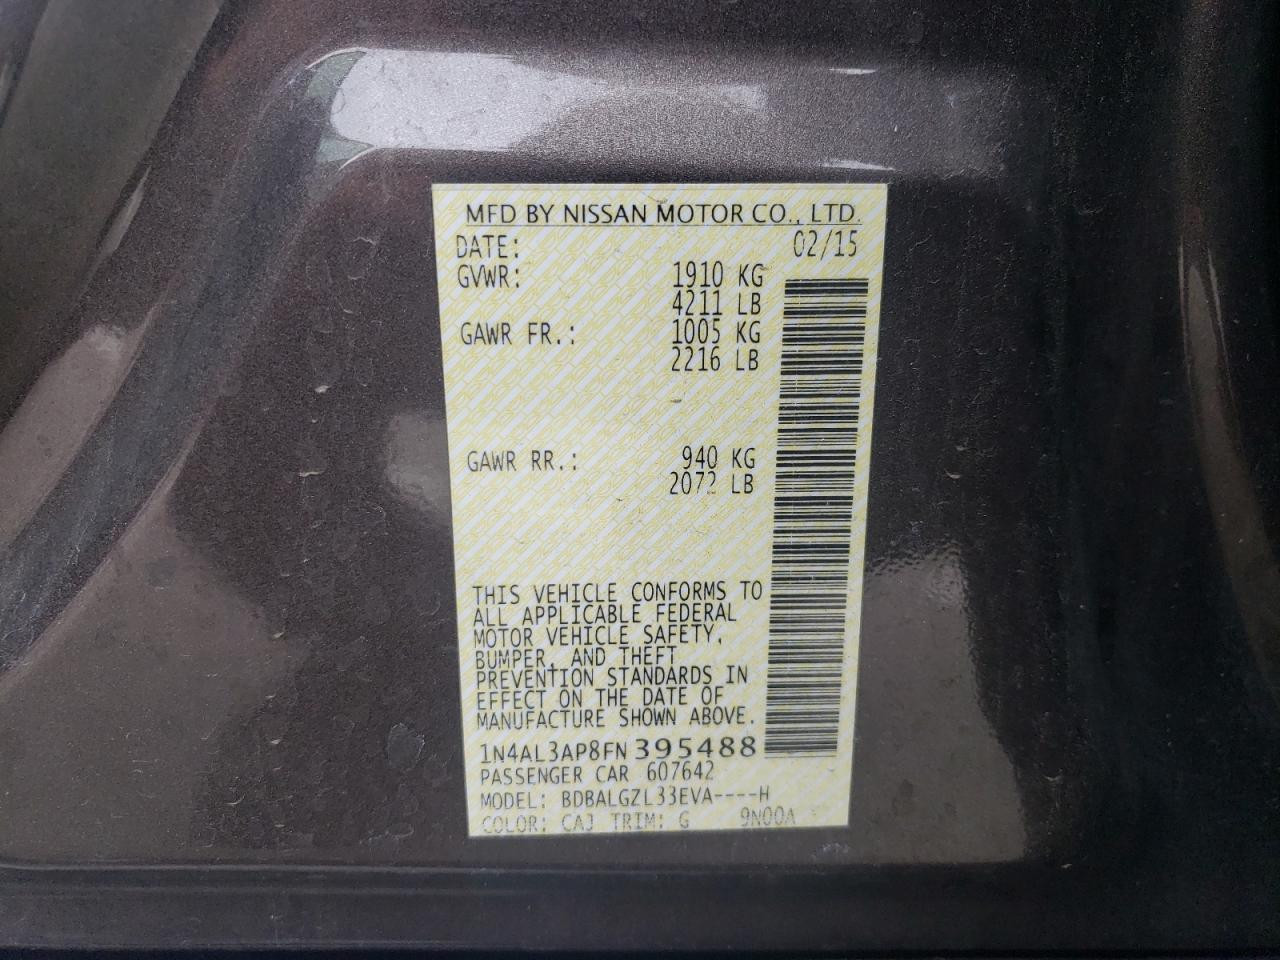 MFD BY NISSAN MOTOR CO., LTD.
DATE: 02/15
GVWR: 1910 KG
4211 LB
GAWR FR.: 1005 KG
2216 LB
GAWR RR.: 940 KG
2072 LB
THIS VEHICLE CONFORMS TO
ALL APPLICABLE FEDERAL
MOTOR VEHICLE SAFETY,
BUMPER, AND THEFT
PREVENTION STANDARDS IN
EFFECT ON THE DATE OF
MANUFACTURE SHOWN ABOVE.
1N4AL3AP8FN395488
PASSENGER CAR 607642
MODEL: BDBALGZL33EVA----H
COLOR: CAJ TRIM: G 9N00A